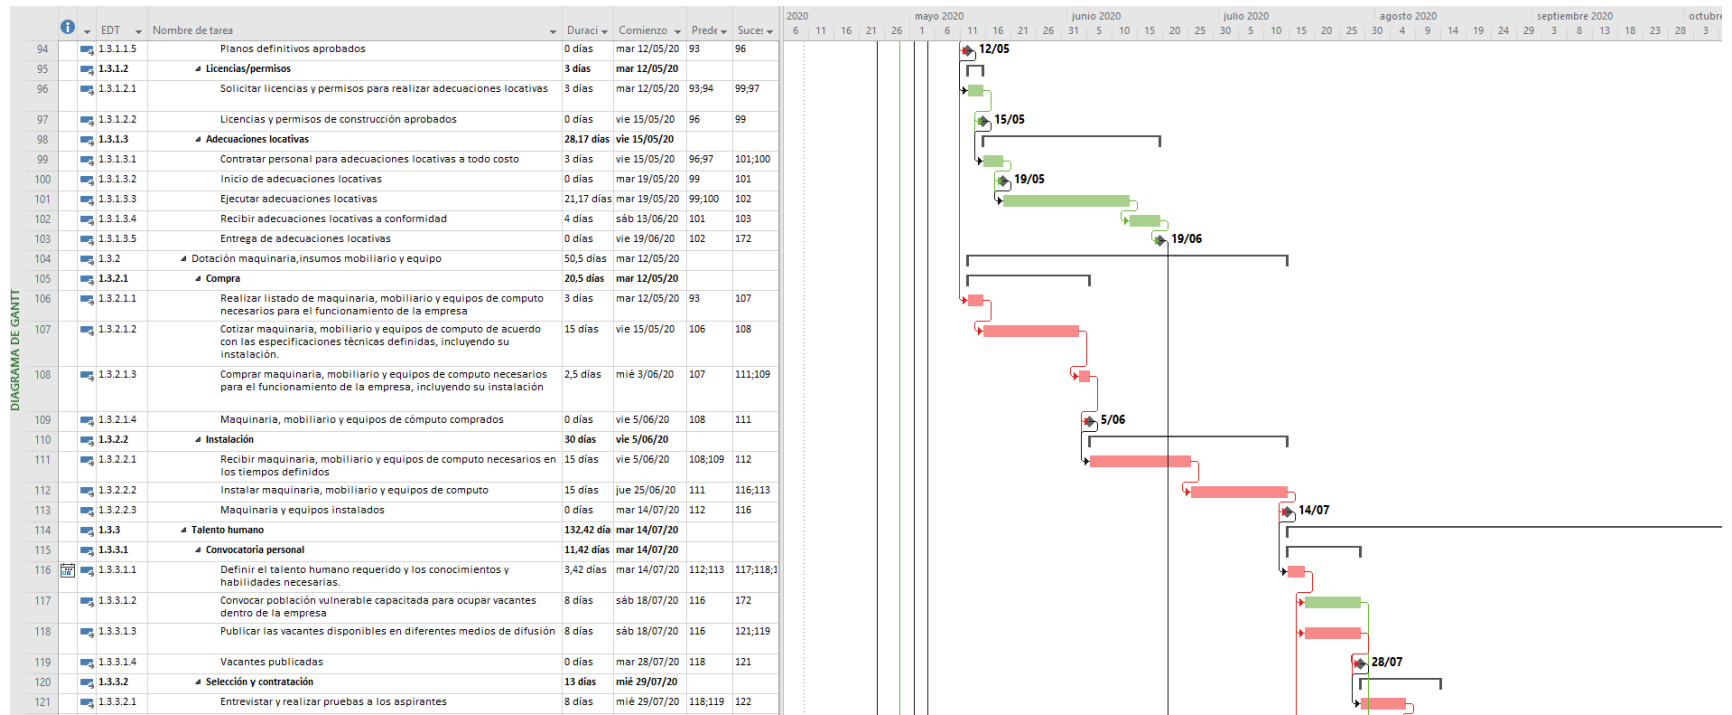 2020 mayo 2020 junio 2020 julio 2020 agosto 2020 septiembre 2020 octubre
EDT Nombre de tarea Duraci Comienzo Prede Suces 6 11 16 21 26 1 6 11 16 21 26 31 5 10 15 20 25 30 5 10 15 20 25 30 4 9 14 19 24 29 3 8 13 18 23 28 3
DIAGRAMA DE GANTT
94 1.3.1.1.5 Planos definitivos aprobados 0 días mar 12/05/20 93 96 12/05
95 1.3.1.2 Licencias/permisos 3 días mar 12/05/20
96 1.3.1.2.1 Solicitar licencias y permisos para realizar adecuaciones locativas 3 días mar 12/05/20 93;94 99;97
97 1.3.1.2.2 Licencias y permisos de construcción aprobados 0 días vie 15/05/20 96 99 15/05
98 1.3.1.3 Adecuaciones locativas 28,17 días vie 15/05/20
99 1.3.1.3.1 Contratar personal para adecuaciones locativas a todo costo 3 días vie 15/05/20 96;97 101;100
100 1.3.1.3.2 Inicio de adecuaciones locativas 0 días mar 19/05/20 99 101 19/05
101 1.3.1.3.3 Ejecutar adecuaciones locativas 21,17 días mar 19/05/20 99;100 102
102 1.3.1.3.4 Recibir adecuaciones locativas a conformidad 4 días sáb 13/06/20 101 103
103 1.3.1.3.5 Entrega de adecuaciones locativas 0 días vie 19/06/20 102 172 19/06
104 1.3.2 Dotación maquinaria,insumos mobiliario y equipo 50,5 días mar 12/05/20
105 1.3.2.1 Compra 20,5 días mar 12/05/20
106 1.3.2.1.1 Realizar listado de maquinaria, mobiliario y equipos de computo 3 días mar 12/05/20 93 107
necesarios para el funcionamiento de la empresa
107 1.3.2.1.2 Cotizar maquinaria, mobiliario y equipos de computo de acuerdo 15 días vie 15/05/20 106 108
con las especificaciones técnicas definidas, incluyendo su
instalación.
108 1.3.2.1.3 Comprar maquinaria, mobiliario y equipos de computo necesarios 2,5 días mié 3/06/20 107 111;109
para el funcionamiento de la empresa, incluyendo su instalación
109 1.3.2.1.4 Maquinaria, mobiliario y equipos de cómputo comprados 0 días vie 5/06/20 108 111 5/06
110 1.3.2.2 Instalación 30 días vie 5/06/20
111 1.3.2.2.1 Recibir maquinaria, mobiliario y equipos de computo necesarios en 15 días vie 5/06/20 108;109 112
los tiempos definidos
112 1.3.2.2.2 Instalar maquinaria, mobiliario y equipos de computo 15 días jue 25/06/20 111 116;113
113 1.3.2.2.3 Maquinaria y equipos instalados 0 días mar 14/07/20 112 116 14/07
114 1.3.3 Talento humano 132,42 día mar 14/07/20
115 1.3.3.1 Convocatoria personal 11,42 días mar 14/07/20
116 1.3.3.1.1 Definir el talento humano requerido y los conocimientos y 3,42 días mar 14/07/20 112;113 117;118;1
habilidades necesarias.
117 1.3.3.1.2 Convocar población vulnerable capacitada para ocupar vacantes 8 días sáb 18/07/20 116 172
dentro de la empresa
118 1.3.3.1.3 Publicar las vacantes disponibles en diferentes medios de difusión 8 días sáb 18/07/20 116 121;119
119 1.3.3.1.4 Vacantes publicadas 0 días mar 28/07/20 118 121 28/07
120 1.3.3.2 Selección y contratación 13 días mié 29/07/20
121 1.3.3.2.1 Entrevistar y realizar pruebas a los aspirantes 8 días mié 29/07/20 118;119 122